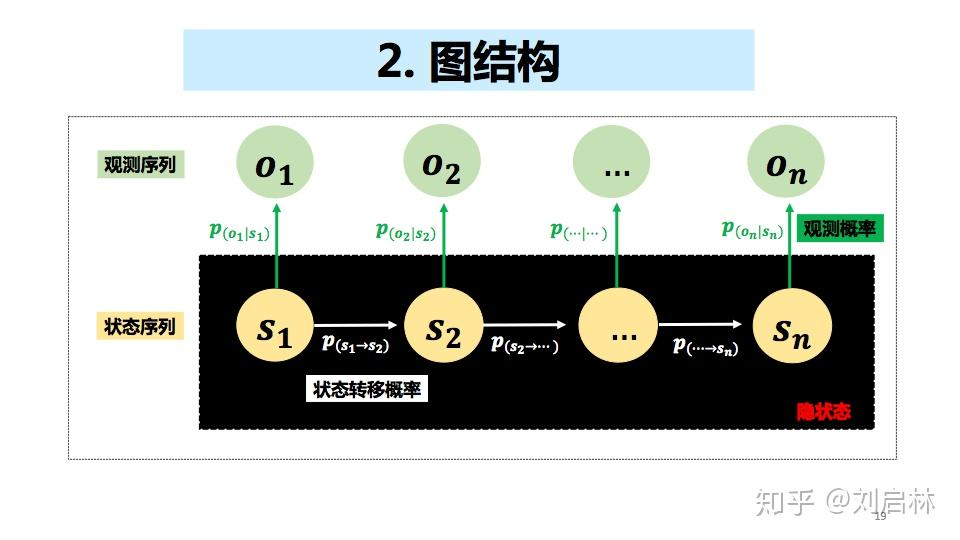 2. 图结构
观测序列
o₁
o₂
...
oₙ
p(o₁|s₁)
p(o₂|s₂)
p(⋯|⋯)
p(oₙ|sₙ)
观测概率
状态序列
s₁
s₂
...
sₙ
p(s₁→s₂)
p(s₂→⋯)
p(⋯→sₙ)
状态转移概率
隐状态
知乎 @刘启林
19